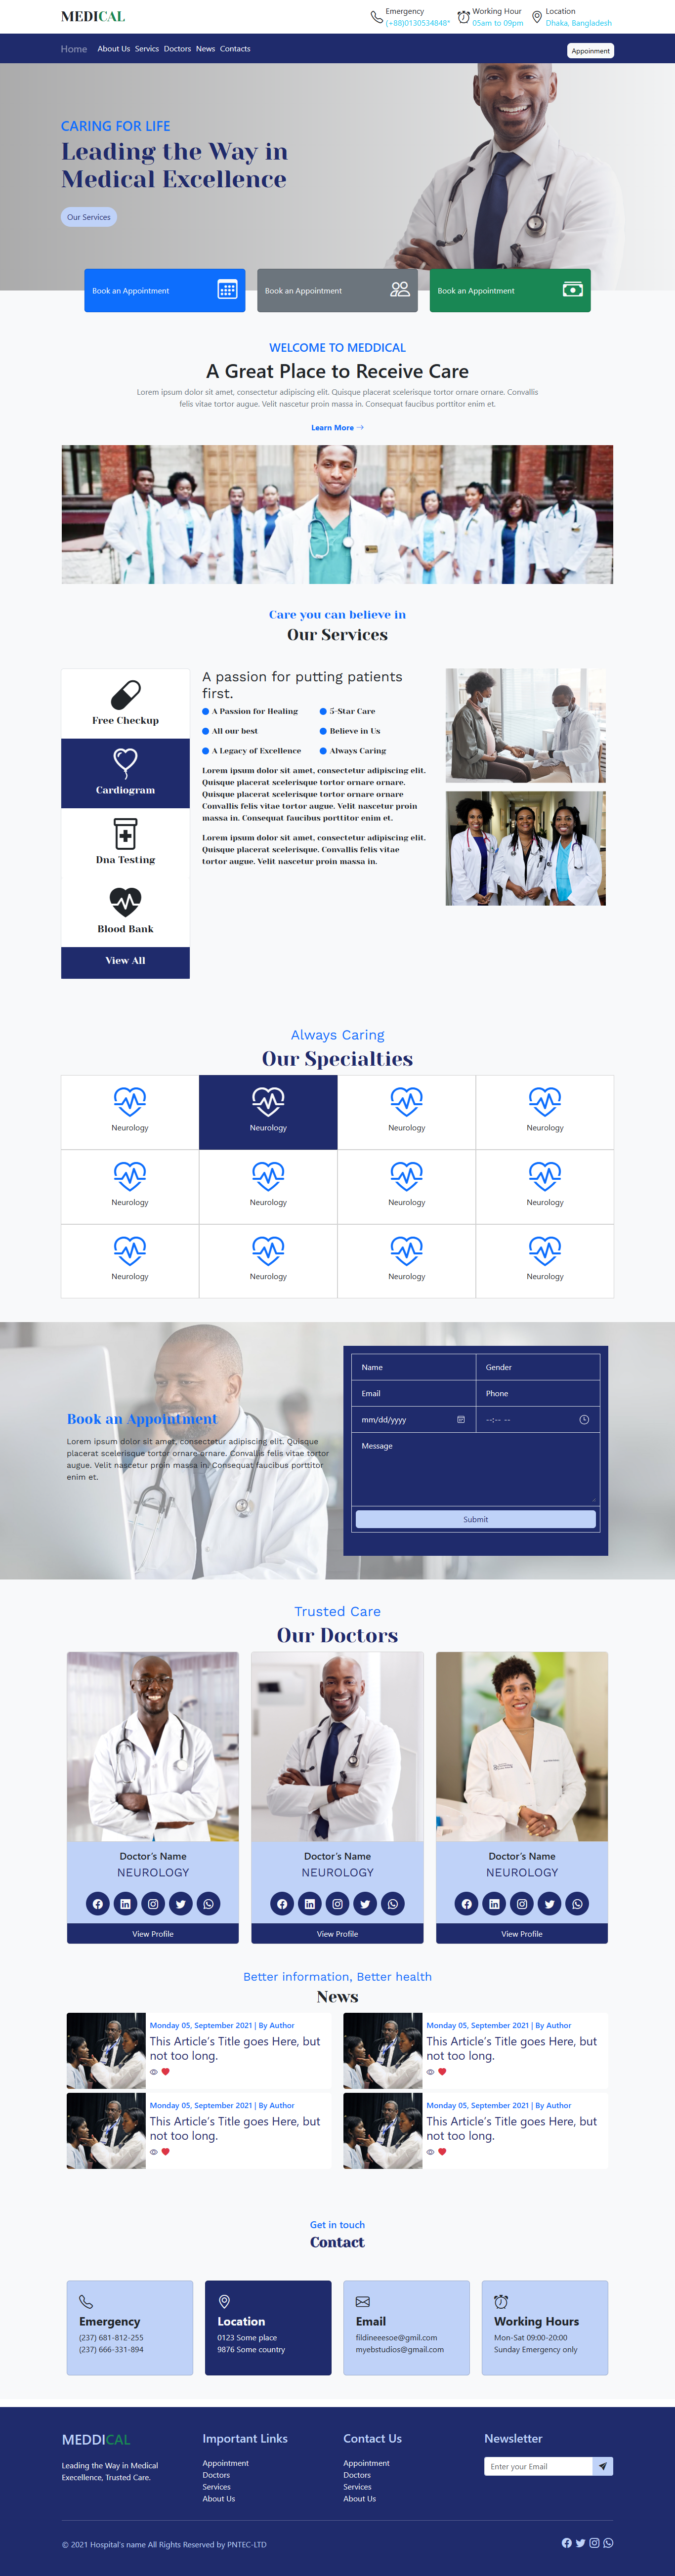 MEDICAL
Emergency
(+88)0130534848*
Working Hour
05am to 09pm
Location
Dhaka, Bangladesh
Home About Us Servics Doctors News Contacts
Appoinment
CARING FOR LIFE
Leading the Way in
Medical Excellence
Our Services
Book an Appointment
Book an Appointment
Book an Appointment
WELCOME TO MEDDICAL
A Great Place to Receive Care
Lorem ipsum dolor sit amet, consectetur adipiscing elit. Quisque placerat scelerisque tortor ornare ornare. Convallis
felis vitae tortor augue. Velit nascetur proin massa in. Consequat faucibus porttitor enim et.
Learn More →
Care you can believe in
Our Services
Free Checkup
Cardiogram
Dna Testing
Blood Bank
View All
A passion for putting patients
first.
A Passion for Healing
5-Star Care
All our best
Believe in Us
A Legacy of Excellence
Always Caring
Lorem ipsum dolor sit amet, consectetur adipiscing elit.
Quisque placerat scelerisque tortor ornare ornare.
Quisque placerat scelerisque tortor ornare ornare
Convallis felis vitae tortor augue. Velit nascetur proin
massa in. Consequat faucibus porttitor enim et.
Lorem ipsum dolor sit amet, consectetur adipiscing elit.
Quisque placerat scelerisque. Convallis felis vitae
tortor augue. Velit nascetur proin massa in.
Always Caring
Our Specialties
Neurology
Neurology
Neurology
Neurology
Neurology
Neurology
Neurology
Neurology
Neurology
Neurology
Neurology
Neurology
Book an Appointment
Lorem ipsum dolor sit amet, consectetur adipiscing elit. Quisque
placerat scelerisque tortor ornare ornare. Convallis felis vitae tortor
augue. Velit nascetur proin massa in. Consequat faucibus porttitor
enim et.
Name
Gender
Email
Phone
mm/dd/yyyy
--:-- --
Message
Submit
Trusted Care
Our Doctors
Doctor's Name
NEUROLOGY
View Profile
Doctor's Name
NEUROLOGY
View Profile
Doctor's Name
NEUROLOGY
View Profile
Better information, Better health
News
Monday 05, September 2021 | By Author
This Article's Title goes Here, but
not too long.
Monday 05, September 2021 | By Author
This Article's Title goes Here, but
not too long.
Monday 05, September 2021 | By Author
This Article's Title goes Here, but
not too long.
Monday 05, September 2021 | By Author
This Article's Title goes Here, but
not too long.
Get in touch
Contact
Emergency
(237) 681-812-255
(237) 666-331-894
Location
0123 Some place
9876 Some country
Email
fildineeesoe@gmil.com
myebstudios@gmail.com
Working Hours
Mon-Sat 09:00-20:00
Sunday Emergency only
MEDDICAL
Leading the Way in Medical
Execellence, Trusted Care.
Important Links
Appointment
Doctors
Services
About Us
Contact Us
Appointment
Doctors
Services
About Us
Newsletter
Enter your Email
© 2021 Hospital's name All Rights Reserved by PNTEC-LTD